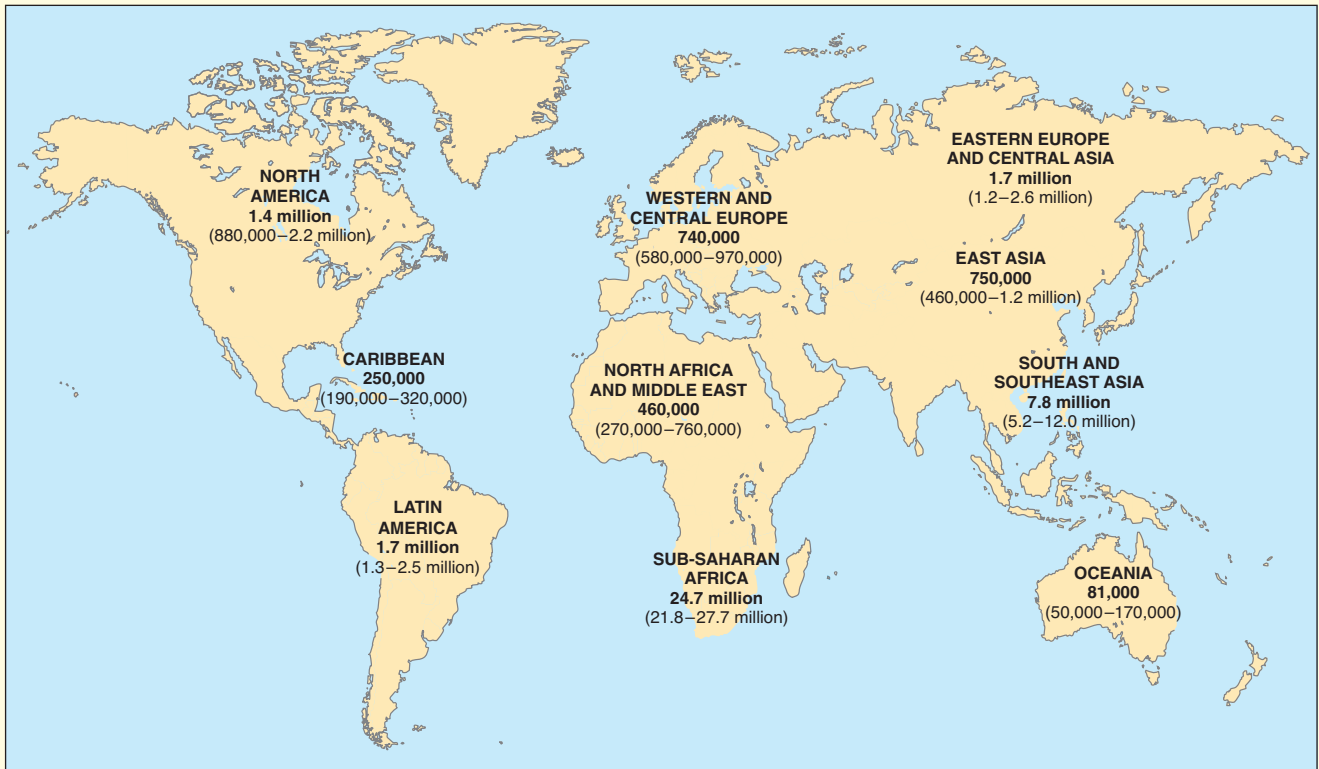 NORTH
AMERICA
1.4 million
(880,000–2.2 million)
CARIBBEAN
250,000
(190,000–320,000)
LATIN
AMERICA
1.7 million
(1.3–2.5 million)
WESTERN AND
CENTRAL EUROPE
740,000
(580,000–970,000)
NORTH AFRICA
AND MIDDLE EAST
460,000
(270,000–760,000)
SUB-SAHARAN
AFRICA
24.7 million
(21.8–27.7 million)
EASTERN EUROPE
AND CENTRAL ASIA
1.7 million
(1.2–2.6 million)
EAST ASIA
750,000
(460,000–1.2 million)
SOUTH AND
SOUTHEAST ASIA
7.8 million
(5.2–12.0 million)
OCEANIA
81,000
(50,000–170,000)